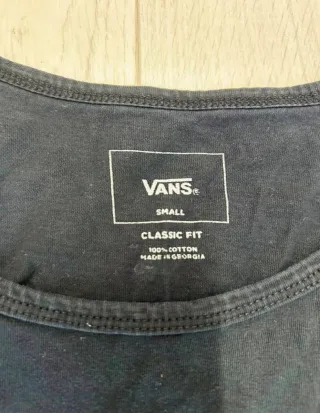 VANS®
SMALL
CLASSIC FIT
100% COTTON
MADE IN GEORGIA